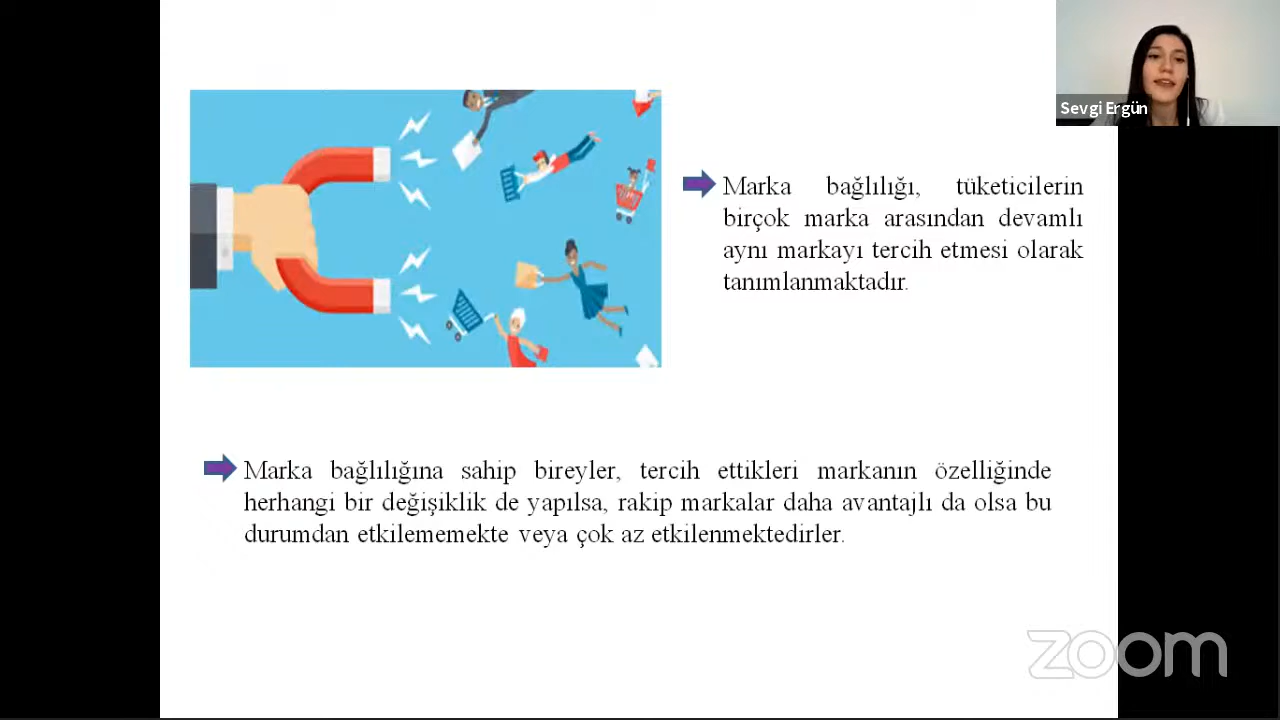 Sevgi Ergün
Marka bağlılığı, tüketicilerin
birçok marka arasından devamlı
aynı markayı tercih etmesi olarak
tanımlanmaktadır.
Marka bağlılığına sahip bireyler, tercih ettikleri markanın özelliğinde
herhangi bir değişiklik de yapılsa, rakip markalar daha avantajlı da olsa bu
durumdan etkilememekte veya çok az etkilenmektedirler.
zoom